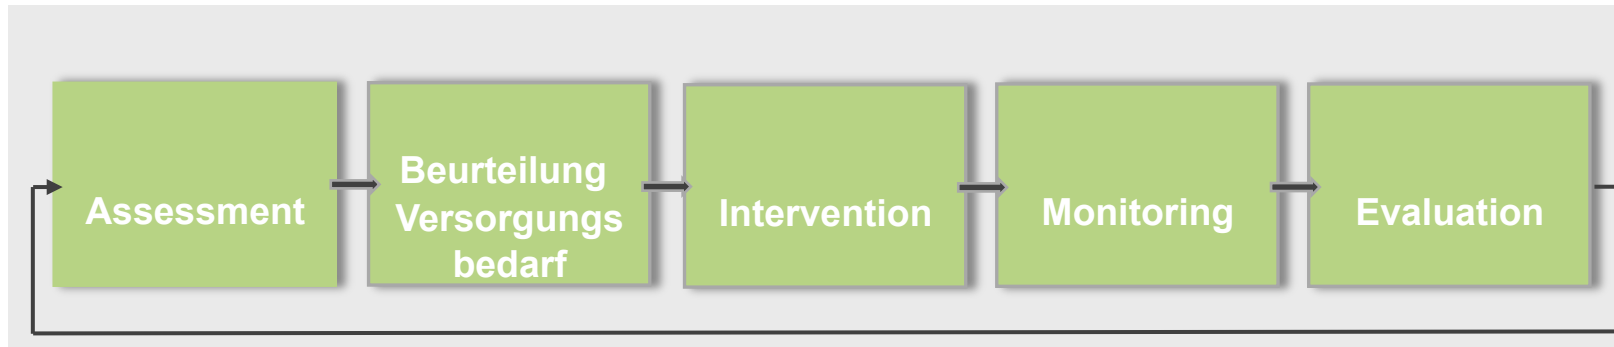 Assessment
Beurteilung
Versorgungs
bedarf
Intervention
Monitoring
Evaluation